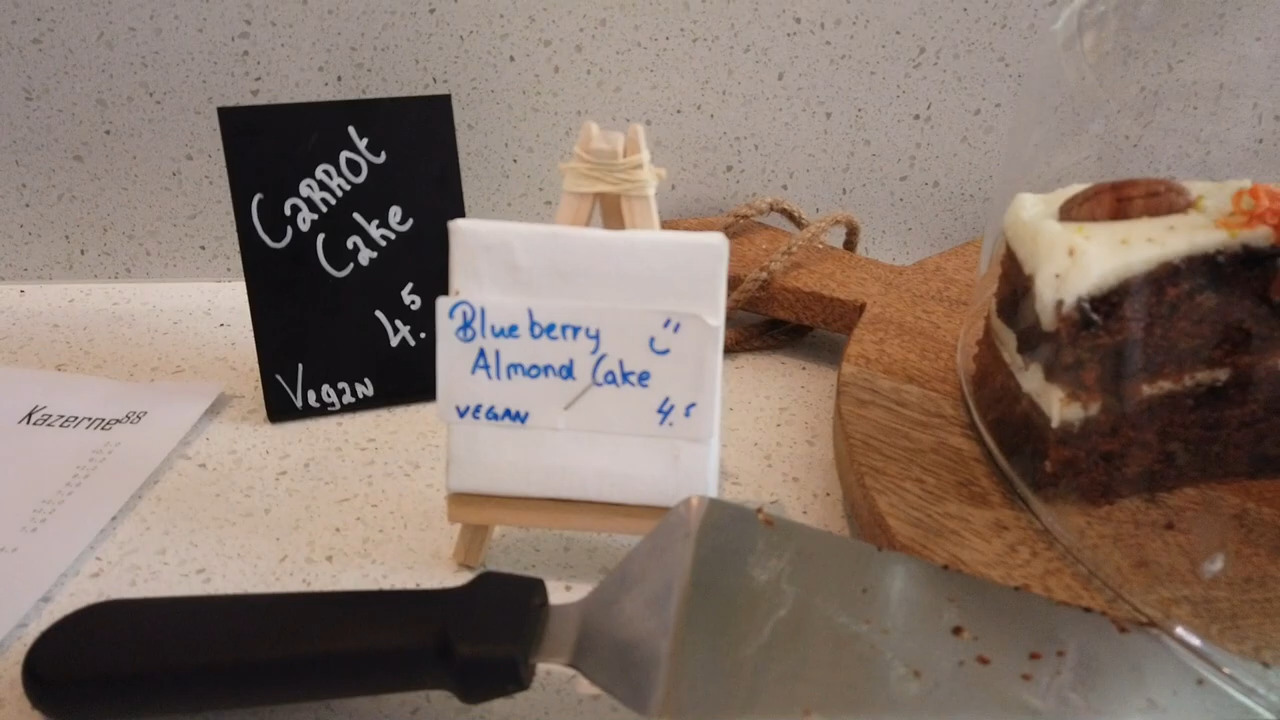 Carrot
Cake
4.5
Vegan
Blueberry
Almond Cake
VEGAN 4.5
Kazerne88